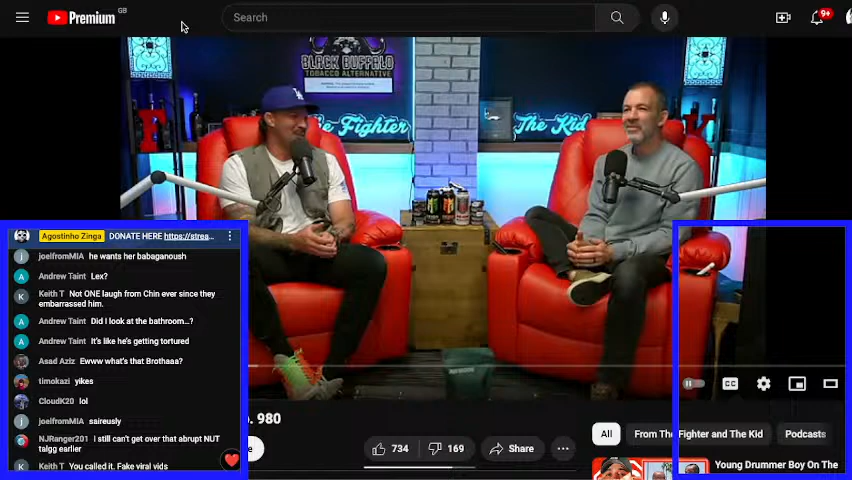 Premium GB
Search
9+
BLACK BUFFALO
TOBACCO ALTERNATIVE
he Fighter
The Kid
Agostinho Zinga DONATE HERE https://strea...
joelfromMIA he wants her babaganoush
Andrew Taint Lex?
Keith T Not ONE laugh from Chin ever since they
embarrassed him.
Andrew Taint Did I look at the bathroom...?
Andrew Taint It's like he's getting tortured
Asad Aziz Ewww what's that Brothaaa?
timokazi yikes
CloudK20 lol
joelfromMIA saireusly
NJRanger201 I still can't get over that abrupt NUT
talgg earlier
Keith T You called it. Fake viral vids
CC
. 980
e
734
169
Share
All
From The Fighter and The Kid
Podcasts
Young Drummer Boy On The